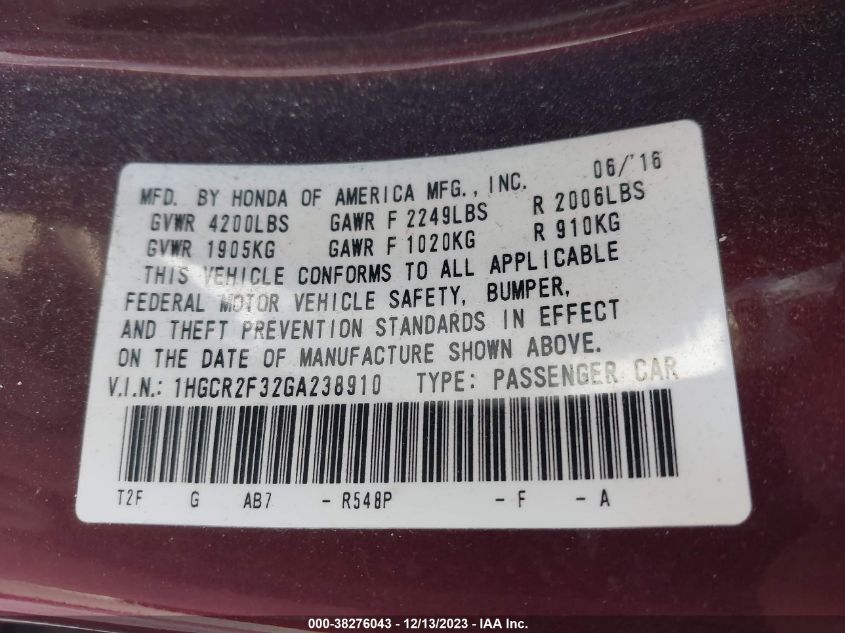 MFD. BY HONDA OF AMERICA MFG., INC. 06/'16
GVWR 4200LBS GAWR F 2249LBS R 2006LBS
GVWR 1905KG GAWR F 1020KG R 910KG
THIS VEHICLE CONFORMS TO ALL APPLICABLE
FEDERAL MOTOR VEHICLE SAFETY, BUMPER,
AND THEFT PREVENTION STANDARDS IN EFFECT
ON THE DATE OF MANUFACTURE SHOWN ABOVE.
V.I.N.: 1HGCR2F32GA238910 TYPE: PASSENGER CAR
T2F G AB7 - R548P - F - A
000-38276043 - 12/13/2023 - IAA Inc.